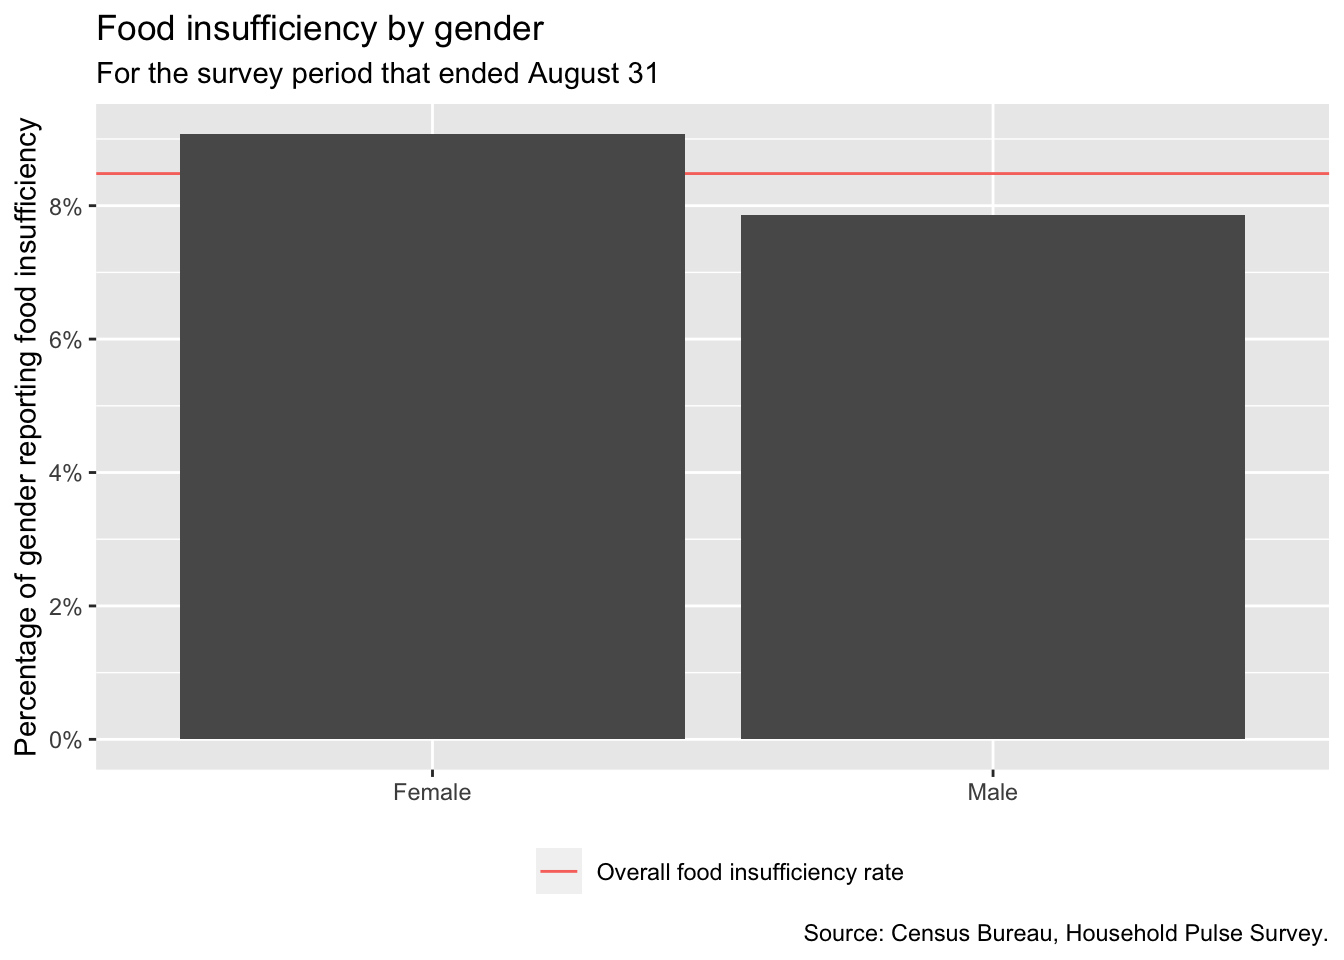 Food insufficiency by gender
For the survey period that ended August 31
Percentage of gender reporting food insufficiency
8%
6%
4%
2%
0%
Female Male
Overall food insufficiency rate
Source: Census Bureau, Household Pulse Survey.